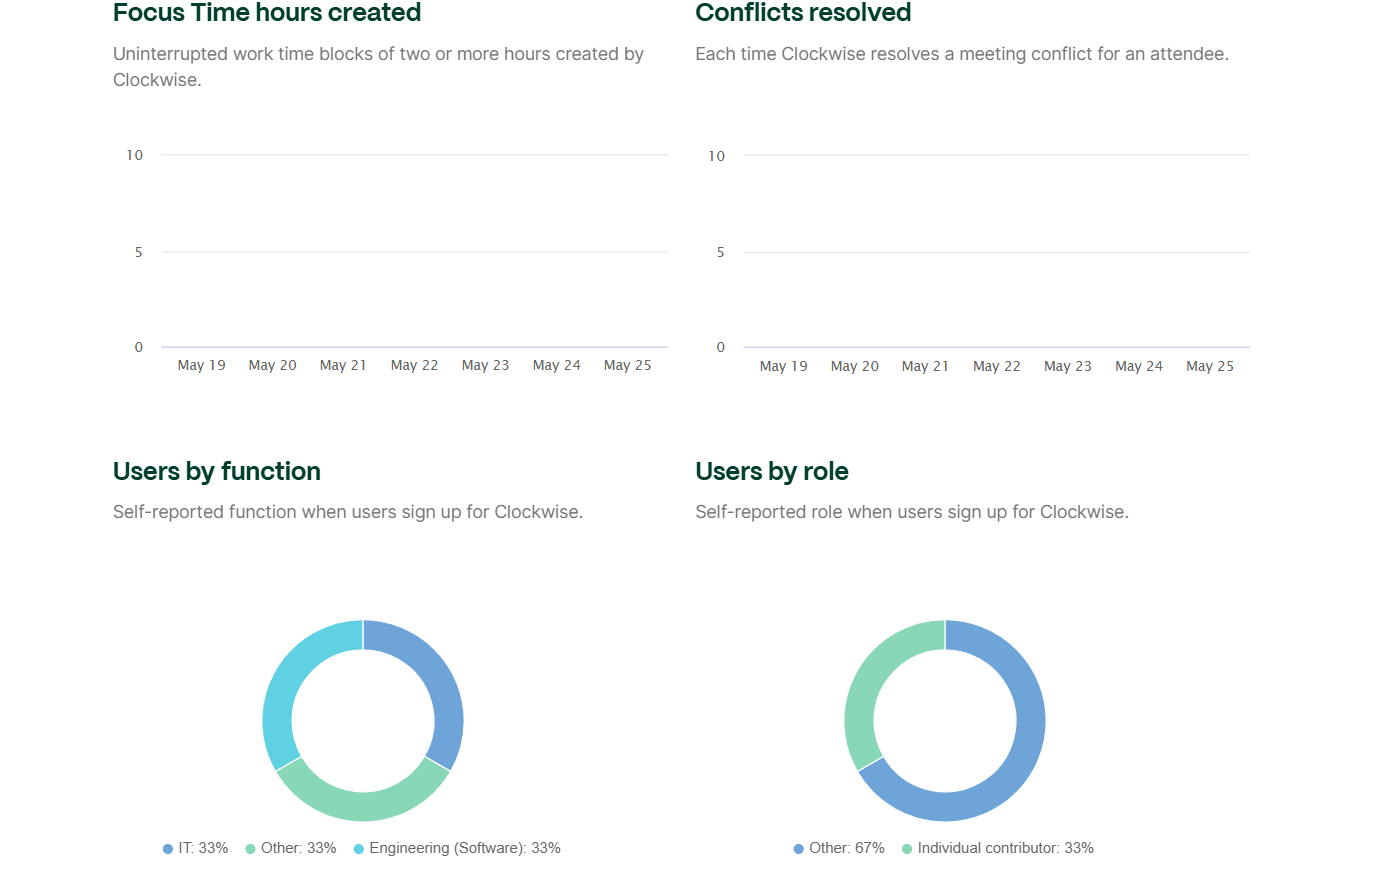 Focus Time hours created
Uninterrupted work time blocks of two or more hours created by
Clockwise.
10
5
0
May 19 May 20 May 21 May 22 May 23 May 24 May 25
Conflicts resolved
Each time Clockwise resolves a meeting conflict for an attendee.
10
5
0
May 19 May 20 May 21 May 22 May 23 May 24 May 25
Users by function
Self-reported function when users sign up for Clockwise.
IT: 33% Other: 33% Engineering (Software): 33%
Users by role
Self-reported role when users sign up for Clockwise.
Other: 67% Individual contributor: 33%